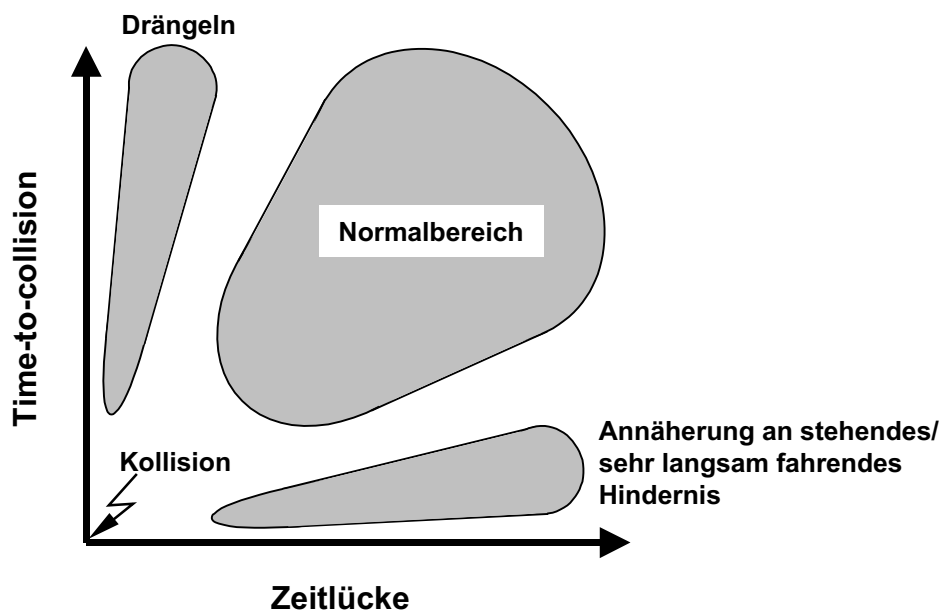 Drängeln
Time-to-collision
Normalbereich
Annäherung an stehendes/
sehr langsam fahrendes
Hindernis
Kollision
Zeitlücke